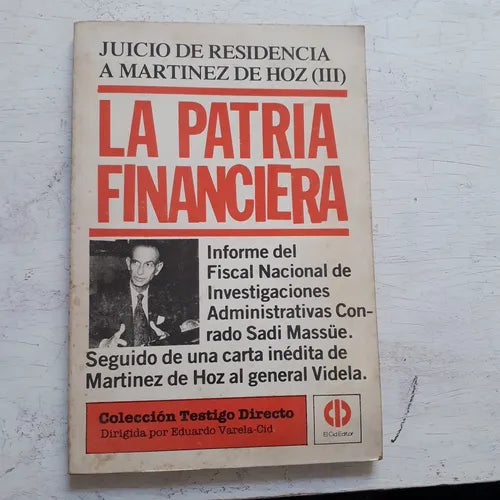 JUICIO DE RESIDENCIA
A MARTINEZ DE HOZ (III)
LA PATRIA
FINANCIERA
Informe del
Fiscal Nacional de
Investigaciones
Administrativas Con-
rado Sadi Massüe.
Seguido de una carta inédita de
Martinez de Hoz al general Videla.
Colección Testigo Directo
Dirigida por Eduardo Varela-Cid
El Cid Editor